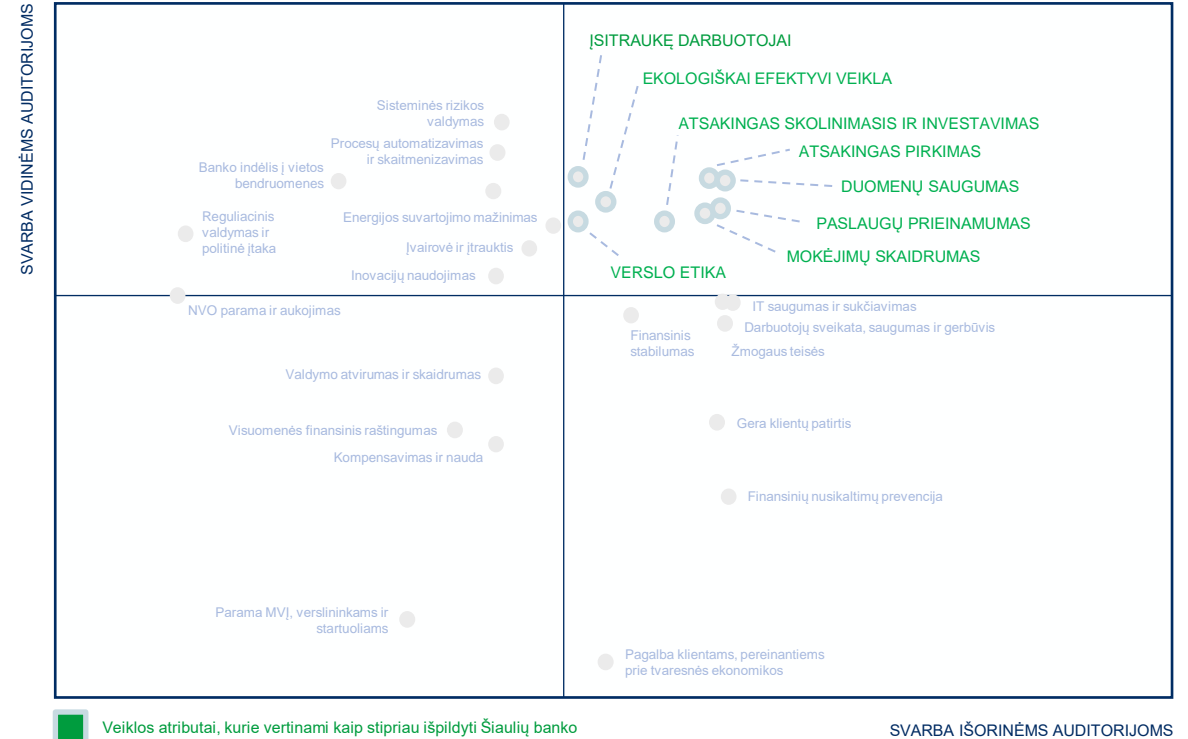 SVARBA VIDINĖMS AUDITORIJOMS
ĮSITRAUKĘ DARBUOTOJAI
EKOLOGIŠKAI EFEKTYVI VEIKLA
Sisteminės rizikos
valdymas
ATSAKINGAS SKOLINIMASIS IR INVESTAVIMAS
Procesų automatizavimas
ir skaitmenizavimas
ATSAKINGAS PIRKIMAS
Banko indėlis į vietos
bendruomenes
DUOMENŲ SAUGUMAS
Reguliacinis
valdymas ir
politinė įtaka
Energijos suvartojimo mažinimas
PASLAUGŲ PRIEINAMUMAS
Įvairovė ir įtrauktis
MOKĖJIMŲ SKAIDRUMAS
Inovacijų naudojimas
VERSLO ETIKA
NVO parama ir aukojimas
IT saugumas ir sukčiavimas
Darbuotojų sveikata, saugumas ir gerbūvis
Finansinis
stabilumas
Žmogaus teisės
Valdymo atvirumas ir skaidrumas
Gera klientų patirtis
Visuomenės finansinis raštingumas
Kompensavimas ir nauda
Finansinių nusikaltimų prevencija
Parama MVĮ, verslininkams ir
startuoliams
Pagalba klientams, pereinantiems
prie tvaresnės ekonomikos
Veiklos atributai, kurie vertinami kaip stipriau išpildyti Šiaulių banko
SVARBA IŠORINĖMS AUDITORIJOMS